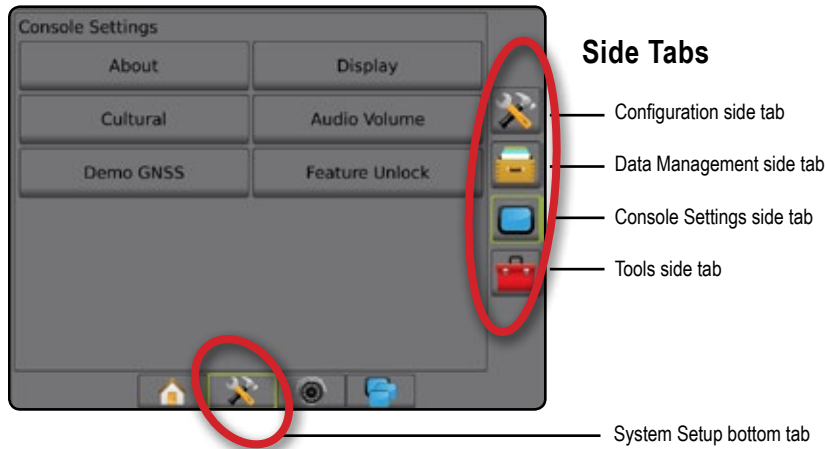 Console Settings
About
Display
Cultural
Audio Volume
Demo GNSS
Feature Unlock
Side Tabs
Configuration side tab
Data Management side tab
Console Settings side tab
Tools side tab
System Setup bottom tab